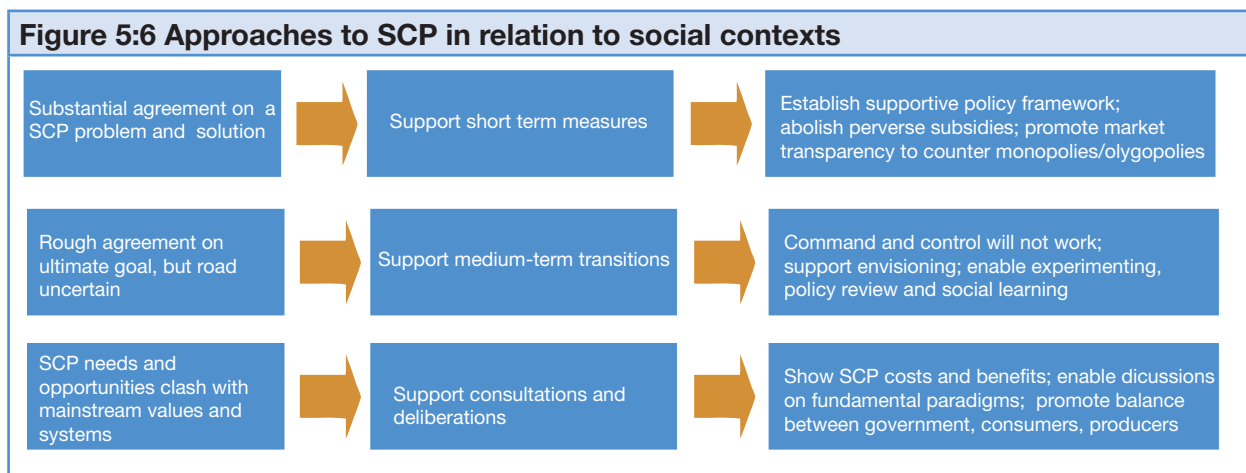 Figure 5:6 Approaches to SCP in relation to social contexts
Substantial agreement on a
SCP problem and solution
Support short term measures
Establish supportive policy framework;
abolish perverse subsidies; promote market
transparency to counter monopolies/olygopolies
Rough agreement on
ultimate goal, but road
uncertain
Support medium-term transitions
Command and control will not work;
support envisioning; enable experimenting,
policy review and social learning
SCP needs and
opportunities clash with
mainstream values and
systems
Support consultations and
deliberations
Show SCP costs and benefits; enable dicussions
on fundamental paradigms; promote balance
between government, consumers, producers